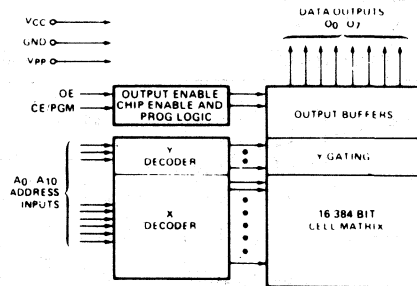 VCC
GND
VPP
DATA OUTPUTS
O0 O7
OE
CE/PGM
OUTPUT ENABLE
CHIP ENABLE AND
PROG LOGIC
OUTPUT BUFFERS
A0 A10
ADDRESS
INPUTS
Y
DECODER
Y GATING
X
DECODER
16 384 BIT
CELL MATRIX